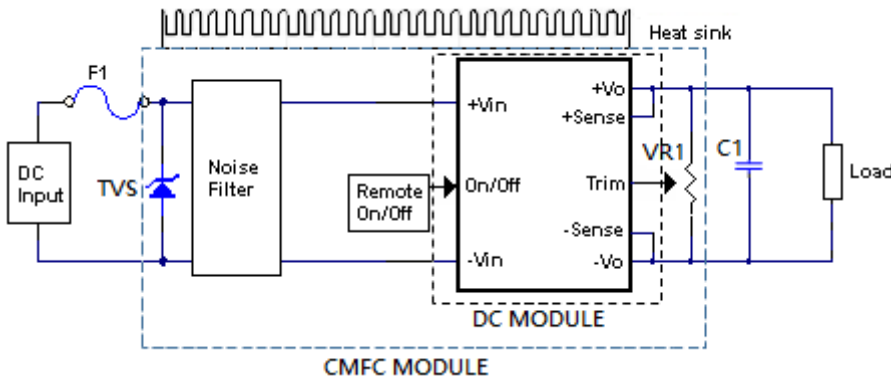 Heat sink
F1
+Vin
+Vo
+Sense
DC
Input
TVS
Noise
Filter
Remote
On/Off
On/Off
Trim
VR1
C1
Load
-Sense
-Vin
-Vo
DC MODULE
CMFC MODULE